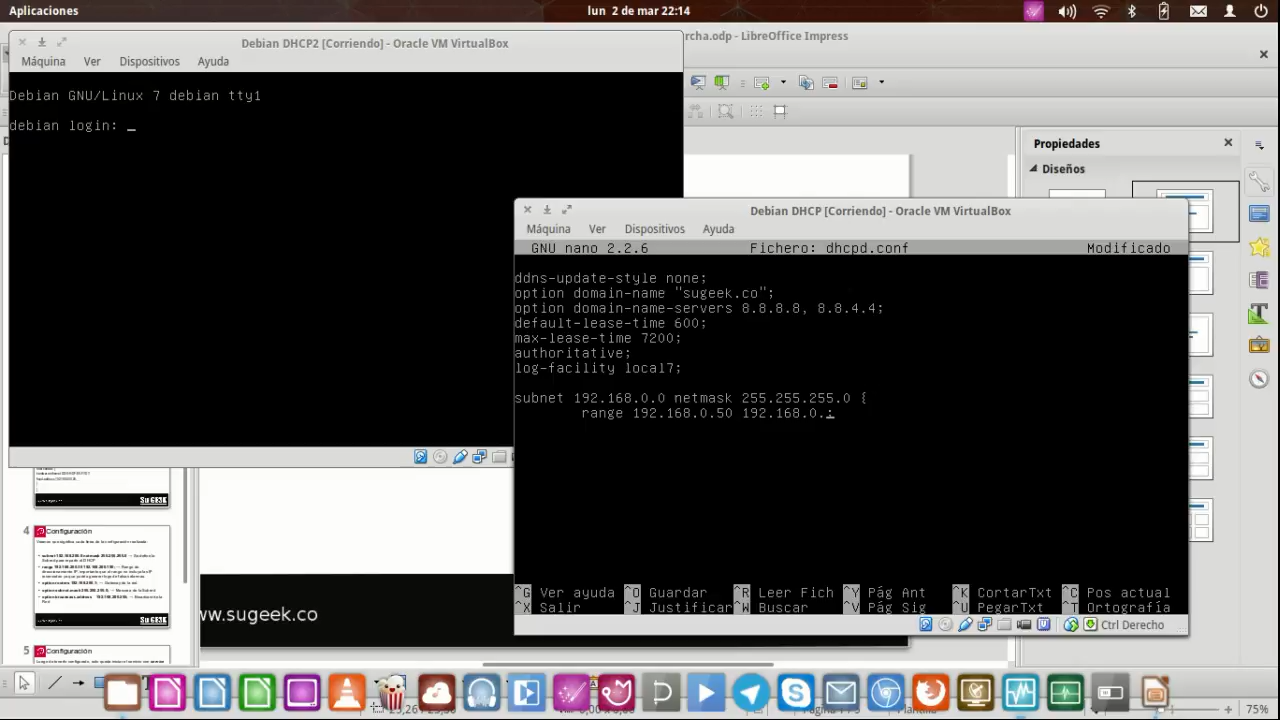 Aplicaciones
lun 2 de mar 22:14
Debian DHCP2 [Corriendo] - Oracle VM VirtualBox
rcha.odp - LibreOffice Impress
Máquina Ver Dispositivos Ayuda
Debian GNU/Linux 7 debian tty1
debian login: _
Propiedades
Diseños
Debian DHCP [Corriendo] - Oracle VM VirtualBox
Máquina Ver Dispositivos Ayuda
GNU nano 2.2.6 Fichero: dhcpd.conf Modificado
ddns-update-style none;
option domain-name "sugeek.co";
option domain-name-servers 8.8.8.8, 8.8.4.4;
default-lease-time 600;
max-lease-time 7200;
authoritative;
log-facility local7;
subnet 192.168.0.0 netmask 255.255.255.0 {
range 192.168.0.50 192.168.0.;
^G Ver ayuda ^O Guardar ^R Leer Fich ^Y Pág Ant ^K CortarTxt ^C Pos actual
^X Salir ^J Justificar ^W Buscar ^V Pág Sig ^U PegarTxt ^T Ortografía
Ctrl Derecho
SuGEEK
4
Configuración
SuGEEK
5
Configuración
ww.sugeek.co
75%